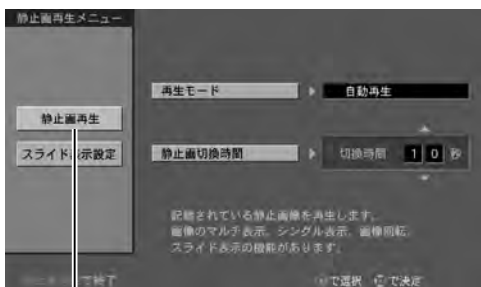 静止画再生メニュー
再生モード
自動再生
静止画再生
スライド表示設定
静止画切換時間
切換時間 10 秒
記憶されている静止画像を再生します。
画像のマルチ表示、シングル表示、画像回転、
スライド表示の機能があります。
で終了
で選択
で決定